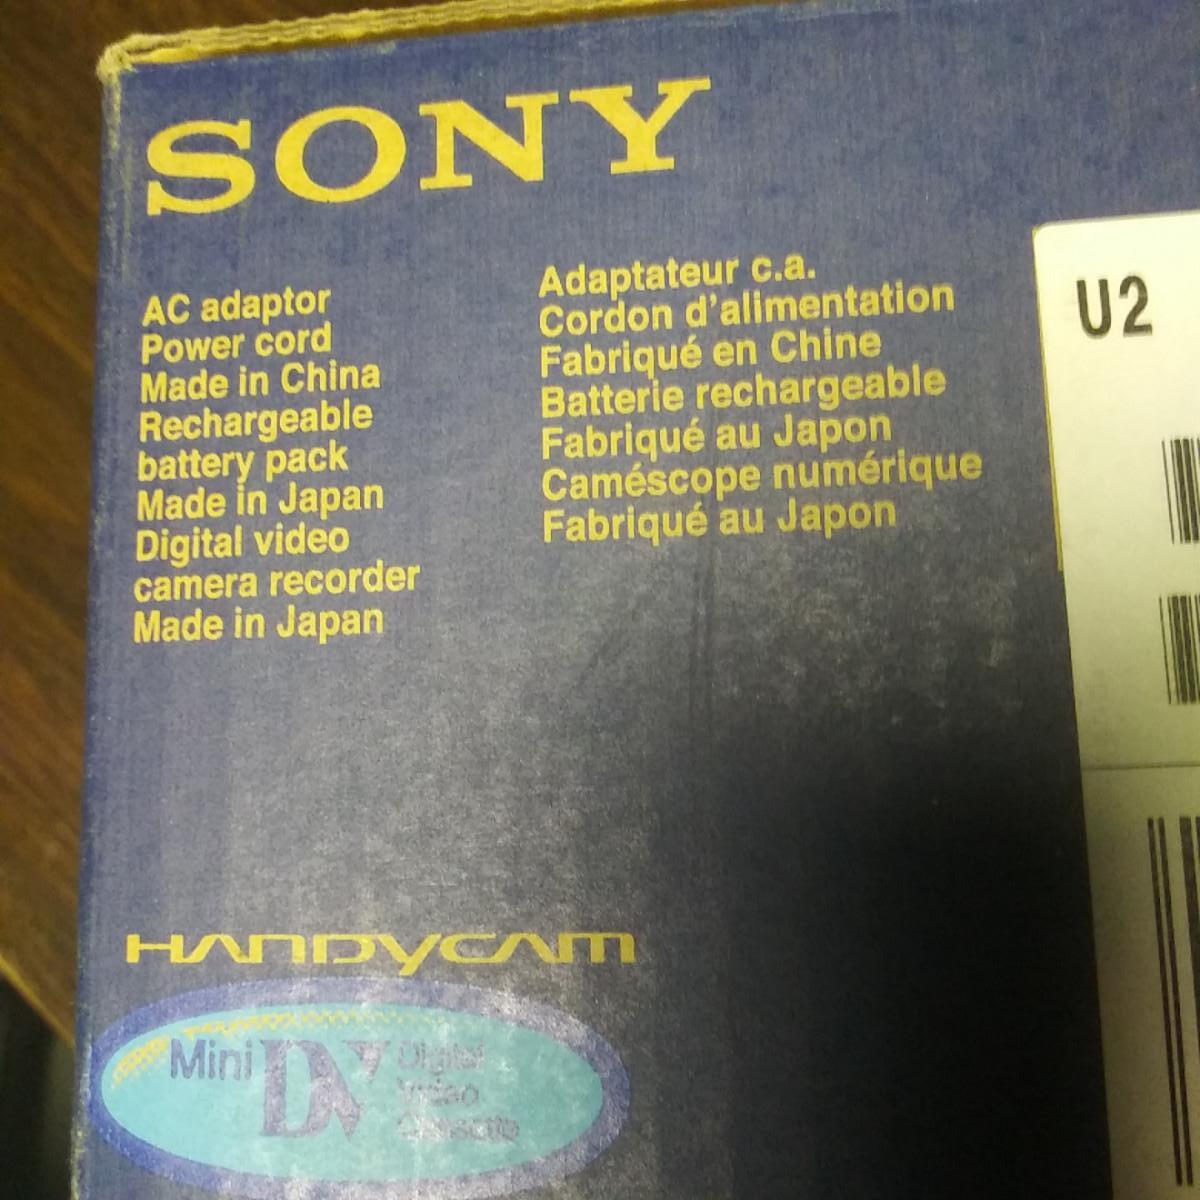 SONY
AC adaptor
Power cord
Made in China
Rechargeable
battery pack
Made in Japan
Digital video
camera recorder
Made in Japan
Adaptateur c.a.
Cordon d'alimentation
Fabriqué en Chine
Batterie rechargeable
Fabriqué au Japon
Caméscope numérique
Fabriqué au Japon
U2
HANDYCAM
Mini DV
Digital
Video
Cassette